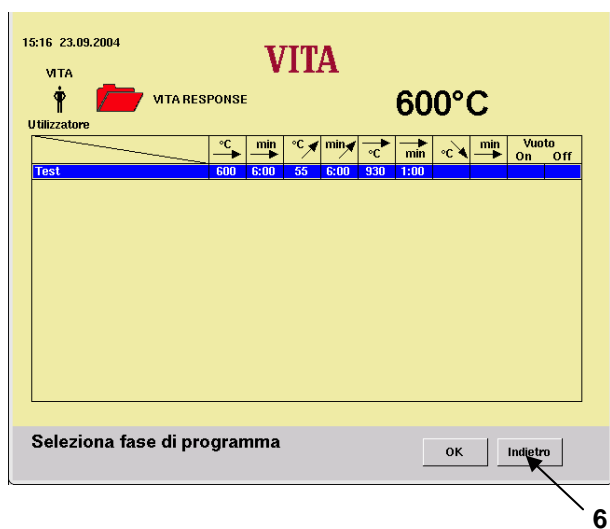 15:16 23.09.2004
VITA
VITA
VITA RESPONSE
600°C
Utilizzatore
°C min °C min °C min °C min Vuoto
On Off
Test 600 6:00 55 6:00 930 1:00
Seleziona fase di programma
OK Indietro
6